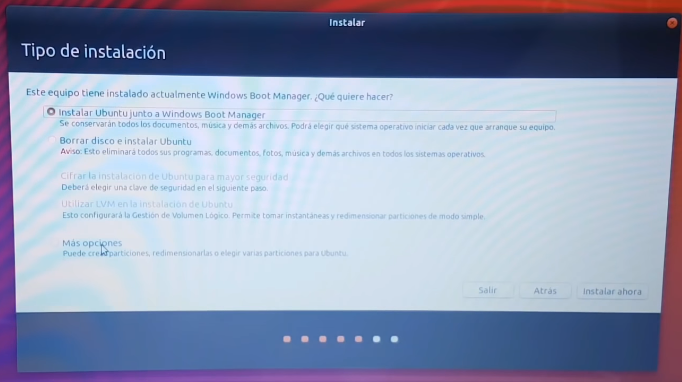 Instalar
Tipo de instalación
Este equipo tiene instalado actualmente Windows Boot Manager. ¿Qué quiere hacer?
Instalar Ubuntu junto a Windows Boot Manager
Se conservarán todos los documentos, música y demás archivos. Podrá elegir qué sistema operativo iniciar cada vez que arranque su equipo.
Borrar disco e instalar Ubuntu
Aviso: Esto eliminará todos sus programas, documentos, fotos, música y demás archivos en todos los sistemas operativos.
Cifrar la instalación de Ubuntu para mayor seguridad
Deberá elegir una clave de seguridad en el siguiente paso.
Utilizar LVM en la instalación de Ubuntu
Esto configurará la Gestión de Volumen Lógico. Permite tomar instantáneas y redimensionar particiones de modo simple.
Más opciones
Puede crear particiones, redimensionarlas o elegir varias particiones para Ubuntu.
Salir Atrás Instalar ahora